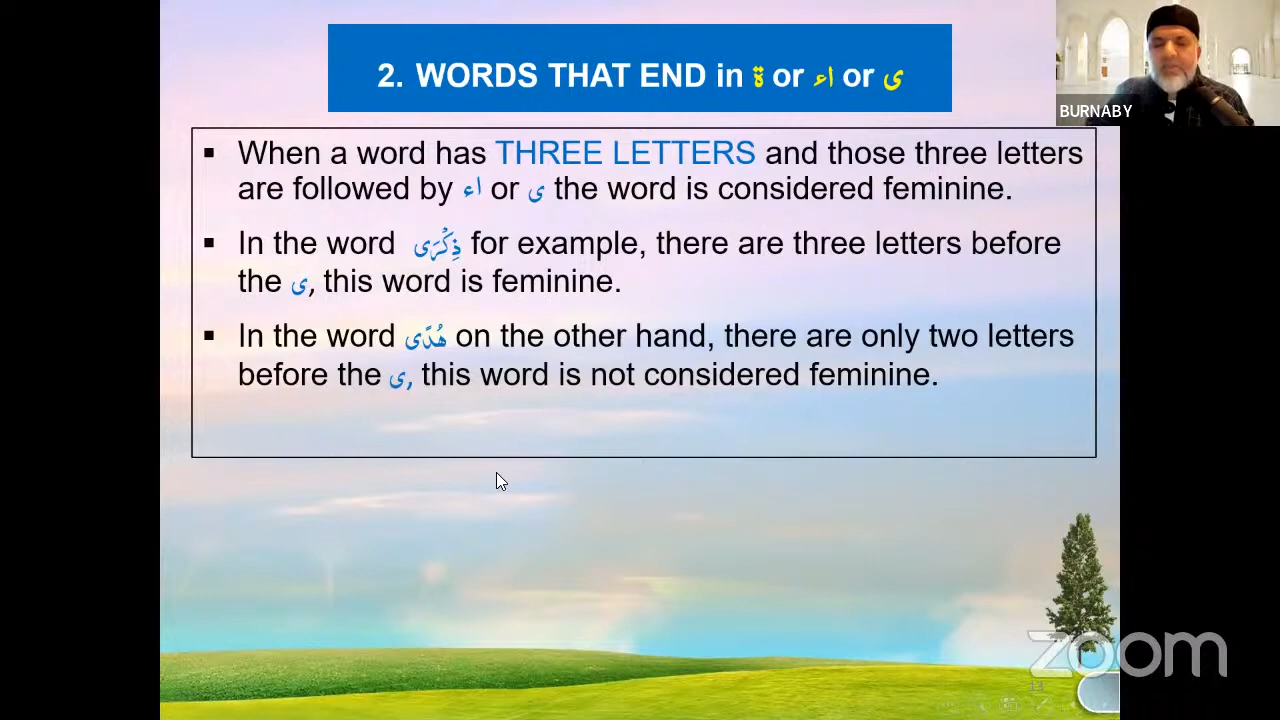 2. WORDS THAT END in ة or اء or ى
BURNABY
▪ When a word has THREE LETTERS and those three letters
are followed by اء or ى the word is considered feminine.
▪ In the word ذِكْرَى for example, there are three letters before
the ى, this word is feminine.
▪ In the word هُدًى on the other hand, there are only two letters
before the ى, this word is not considered feminine.
zoom
13